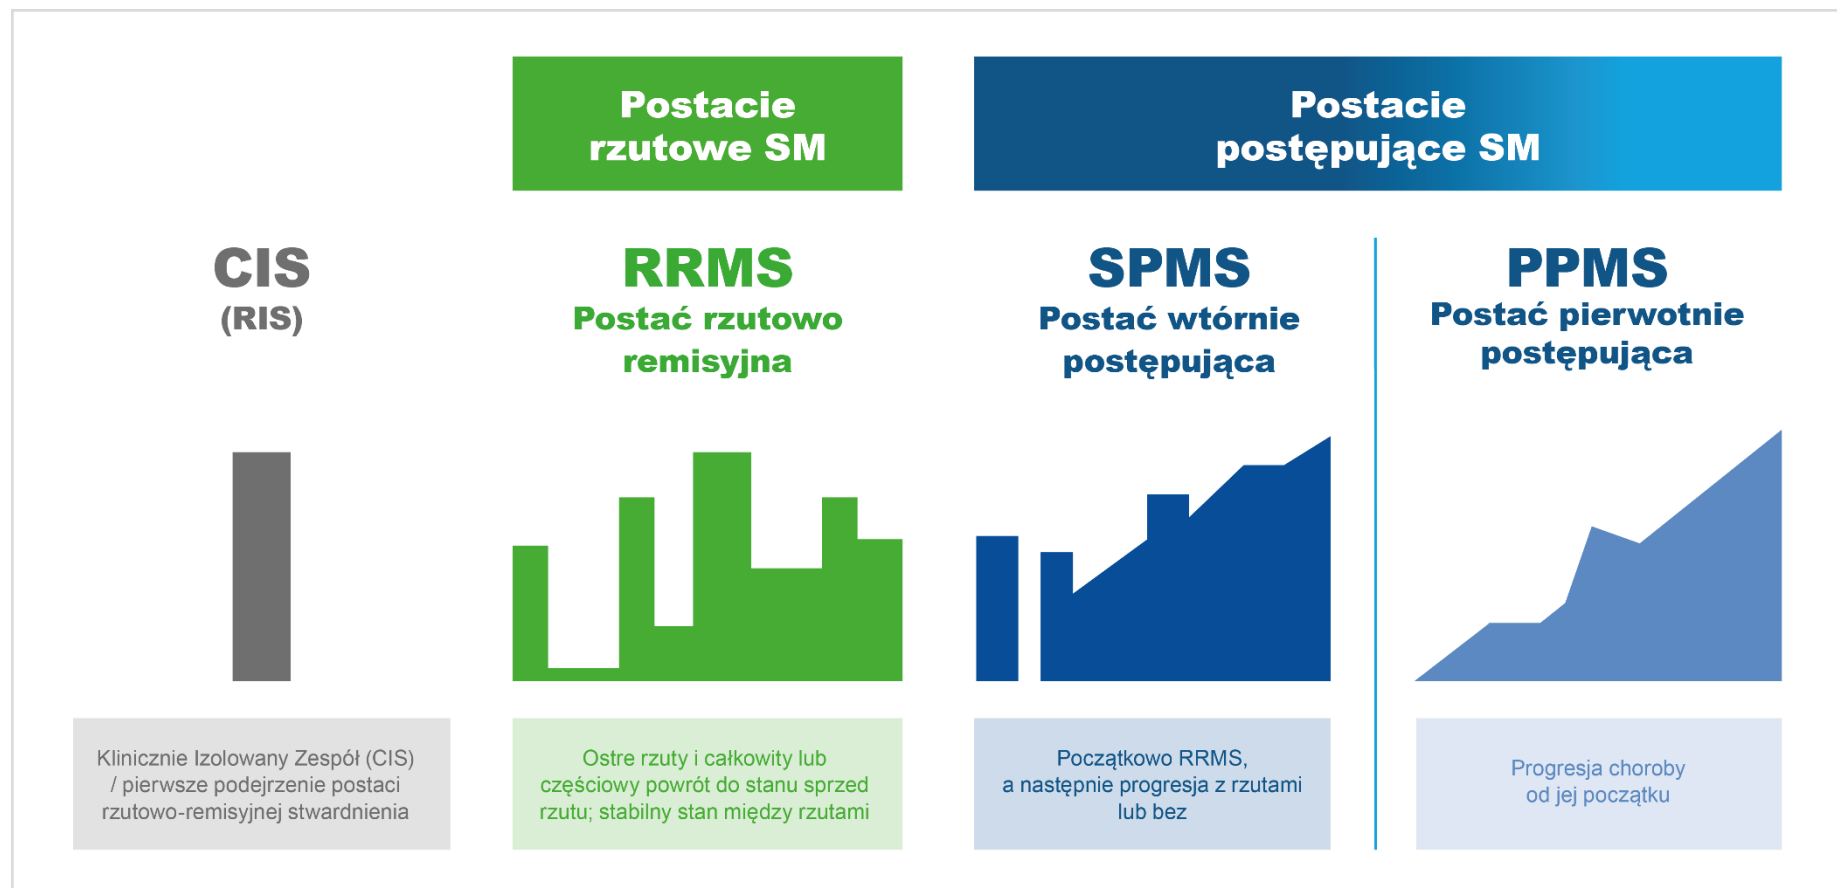 Postacie
rzutowe SM
Postacie
postępujące SM
CIS
(RIS)
RRMS
Postać rzutowo
remisyjna
SPMS
Postać wtórnie
postępująca
PPMS
Postać pierwotnie
postępująca
Klinicznie Izolowany Zespół (CIS)
/ pierwsze podejrzenie postaci
rzutowo-remisyjnej stwardnienia
Ostre rzuty i całkowity lub
częściowy powrót do stanu sprzed
rzutu; stabilny stan między rzutami
Początkowo RRMS,
a następnie progresja z rzutami
lub bez
Progresja choroby
od jej początku